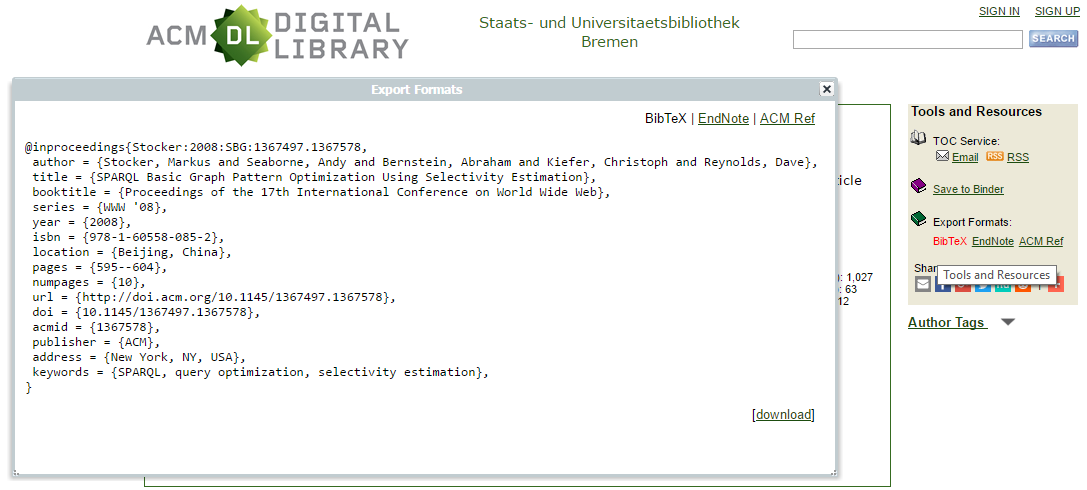 ACM DL DIGITAL LIBRARY
Staats- und Universitaetsbibliothek
Bremen
SIGN IN SIGN UP
SEARCH
Export Formats
BibTeX | EndNote | ACM Ref
@inproceedings{Stocker:2008:SBG:1367497.1367578,
author = {Stocker, Markus and Seaborne, Andy and Bernstein, Abraham and Kiefer, Christoph and Reynolds, Dave},
title = {SPARQL Basic Graph Pattern Optimization Using Selectivity Estimation},
booktitle = {Proceedings of the 17th International Conference on World Wide Web},
series = {WWW '08},
year = {2008},
isbn = {978-1-60558-085-2},
location = {Beijing, China},
pages = {595--604},
numpages = {10},
url = {http://doi.acm.org/10.1145/1367497.1367578},
doi = {10.1145/1367497.1367578},
acmid = {1367578},
publisher = {ACM},
address = {New York, NY, USA},
keywords = {SPARQL, query optimization, selectivity estimation},
}
[download]
icle
): 1,027
): 63
12
Tools and Resources
TOC Service:
Email RSS RSS
Save to Binder
Export Formats:
BibTeX EndNote ACM Ref
Shar
Tools and Resources
Author Tags